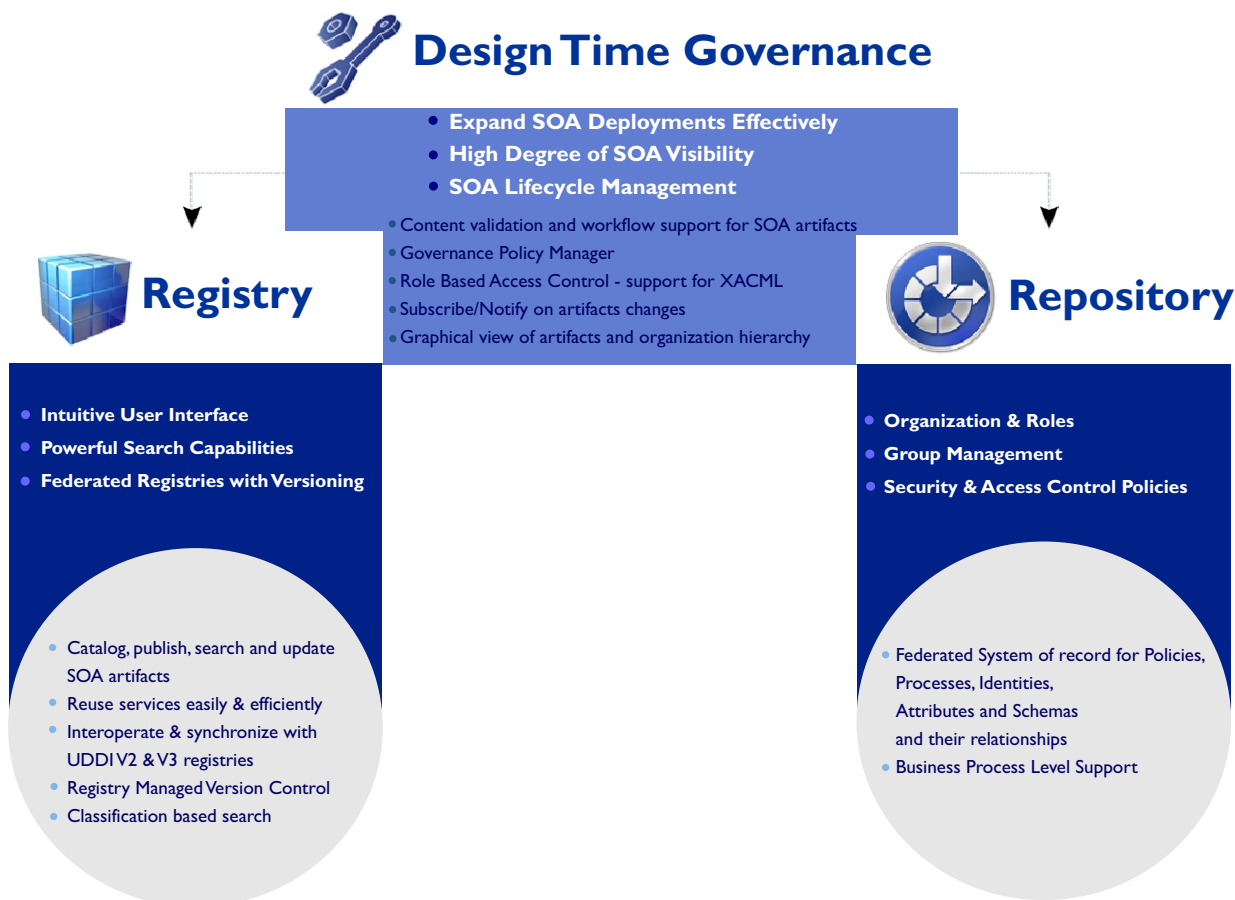 Design Time Governance
Expand SOA Deployments Effectively
High Degree of SOA Visibility
SOA Lifecycle Management
Content validation and workflow support for SOA artifacts
Governance Policy Manager
Role Based Access Control - support for XACML
Subscribe/Notify on artifacts changes
Graphical view of artifacts and organization hierarchy
Registry
Intuitive User Interface
Powerful Search Capabilities
Federated Registries with Versioning
Catalog, publish, search and update
SOA artifacts
Reuse services easily & efficiently
Interoperate & synchronize with
UDDI V2 & V3 registries
Registry Managed Version Control
Classification based search
Repository
Organization & Roles
Group Management
Security & Access Control Policies
Federated System of record for Policies,
Processes, Identities,
Attributes and Schemas
and their relationships
Business Process Level Support